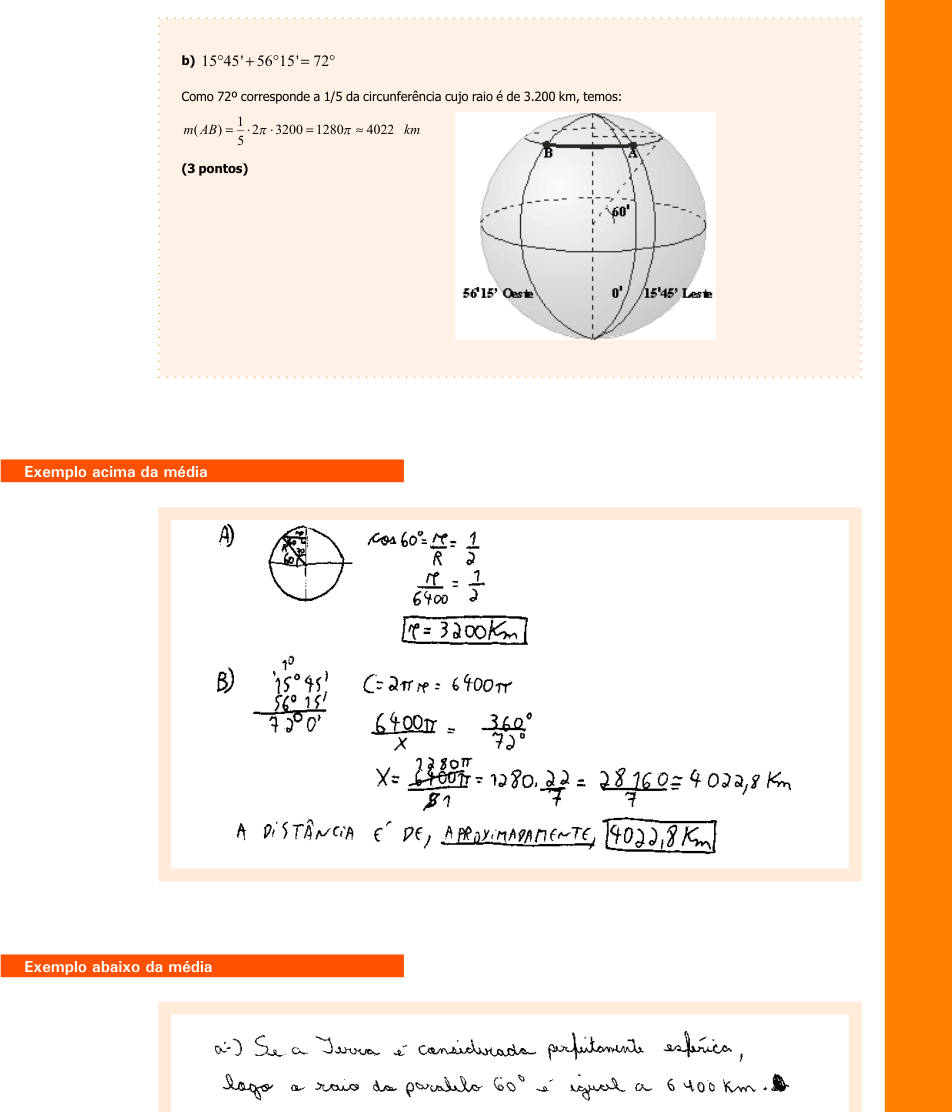 b) 15°45'+56°15'= 72°
Como 72º corresponde a 1/5 da circunferência cujo raio é de 3.200 km, temos:
m(AB) = 1/5 · 2π · 3200 = 1280π ≈ 4022 km
(3 pontos)
B A
60'
56'15' Oeste 0' 15'45' Leste
Exemplo acima da média
A) cos 60° = r/R = 1/2
r/6400 = 1/2
r = 3200 Km
B) 15° 45' C = 2πr = 6400π
56° 15'
72° 0' 6400π/X = 360°/72°
X = 6400π/5 = 1280 . 22/7 = 28160/7 = 4022,8 Km
A DISTÂNCIA É DE, APROXIMADAMENTE, 4022,8 Km
Exemplo abaixo da média
a-) Se a Terra é considerada perfeitamente esférica,
logo o raio do paralelo 60° é igual a 6400 Km.